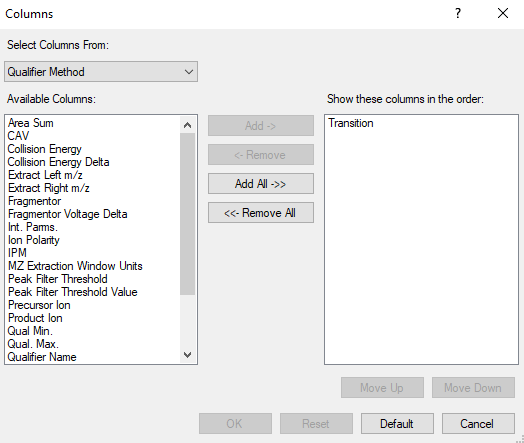 Columns
?
Select Columns From:
Qualifier Method
Available Columns:
Show these columns in the order:
Area Sum
CAV
Collision Energy
Collision Energy Delta
Extract Left m/z
Extract Right m/z
Fragmentor
Fragmentor Voltage Delta
Int. Parms.
Ion Polarity
IPM
MZ Extraction Window Units
Peak Filter Threshold
Peak Filter Threshold Value
Precursor Ion
Product Ion
Qual Min.
Qual. Max.
Qualifier Name
Add ->
<- Remove
Add All ->>
<<- Remove All
Transition
Move Up
Move Down
OK
Reset
Default
Cancel